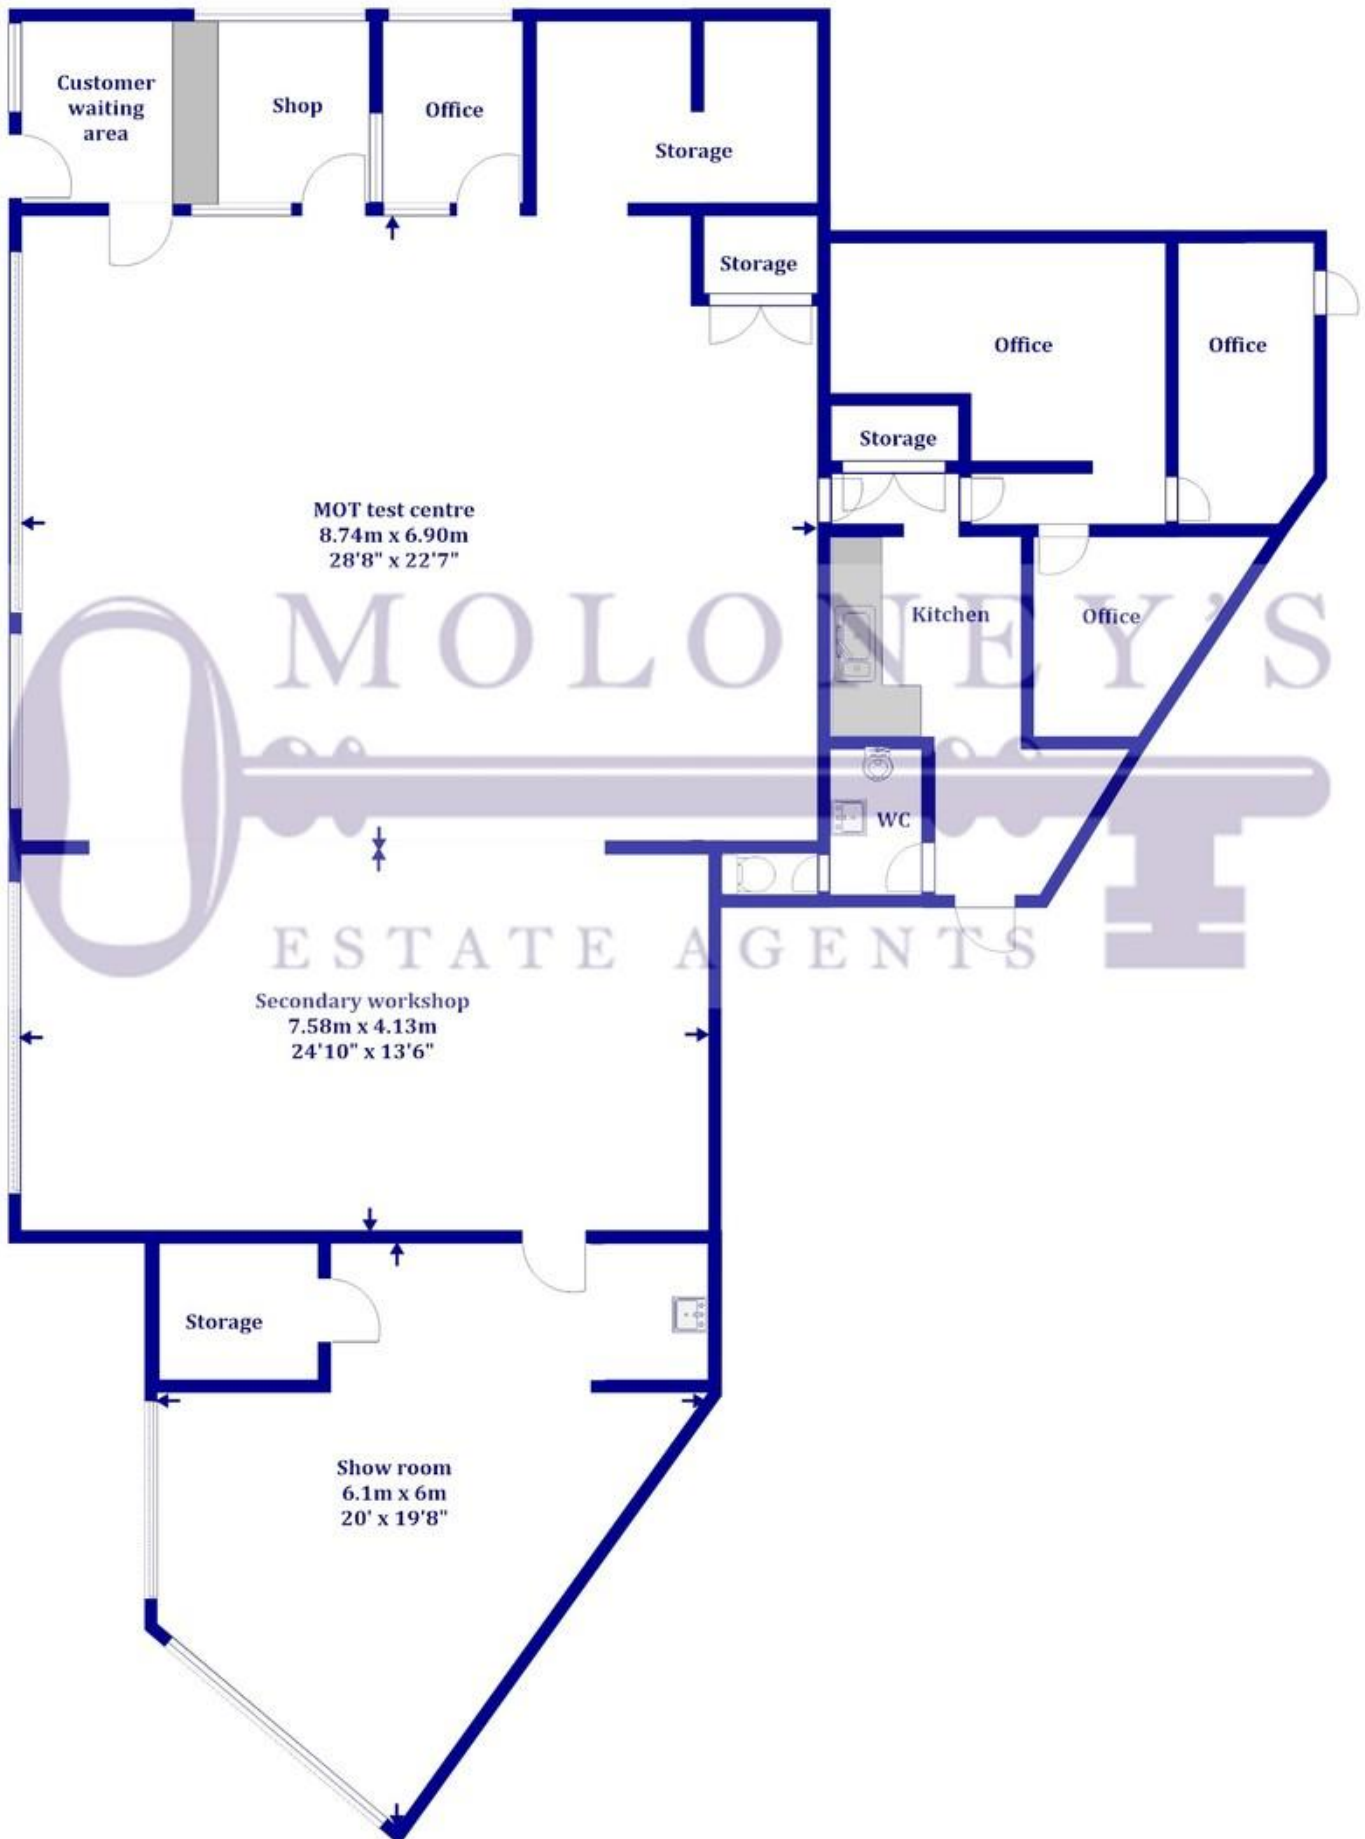 Customer
waiting
area
Shop
Office
Storage
Storage
Office
Office
Storage
MOT test centre
8.74m x 6.90m
28'8" x 22'7"
MOLONEY'S
Kitchen
Office
WC
ESTATE AGENTS
Secondary workshop
7.58m x 4.13m
24'10" x 13'6"
Storage
Show room
6.1m x 6m
20' x 19'8"